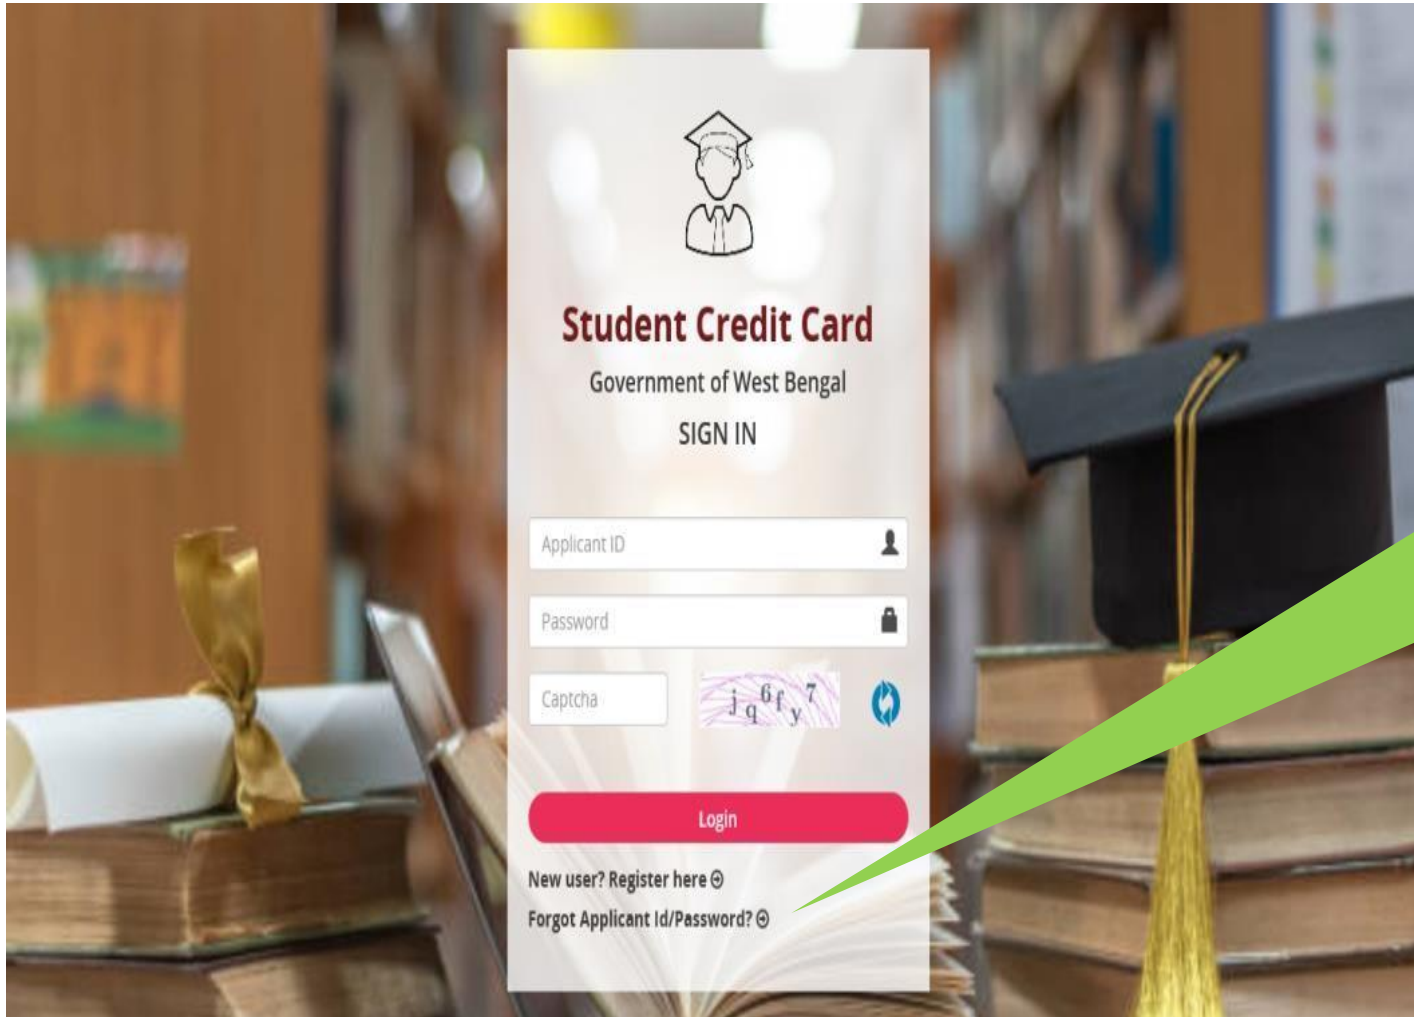 Student Credit Card
Government of West Bengal
SIGN IN
Applicant ID
Password
Captcha
jq6fy7
Login
New user? Register here
Forgot Applicant Id/Password?